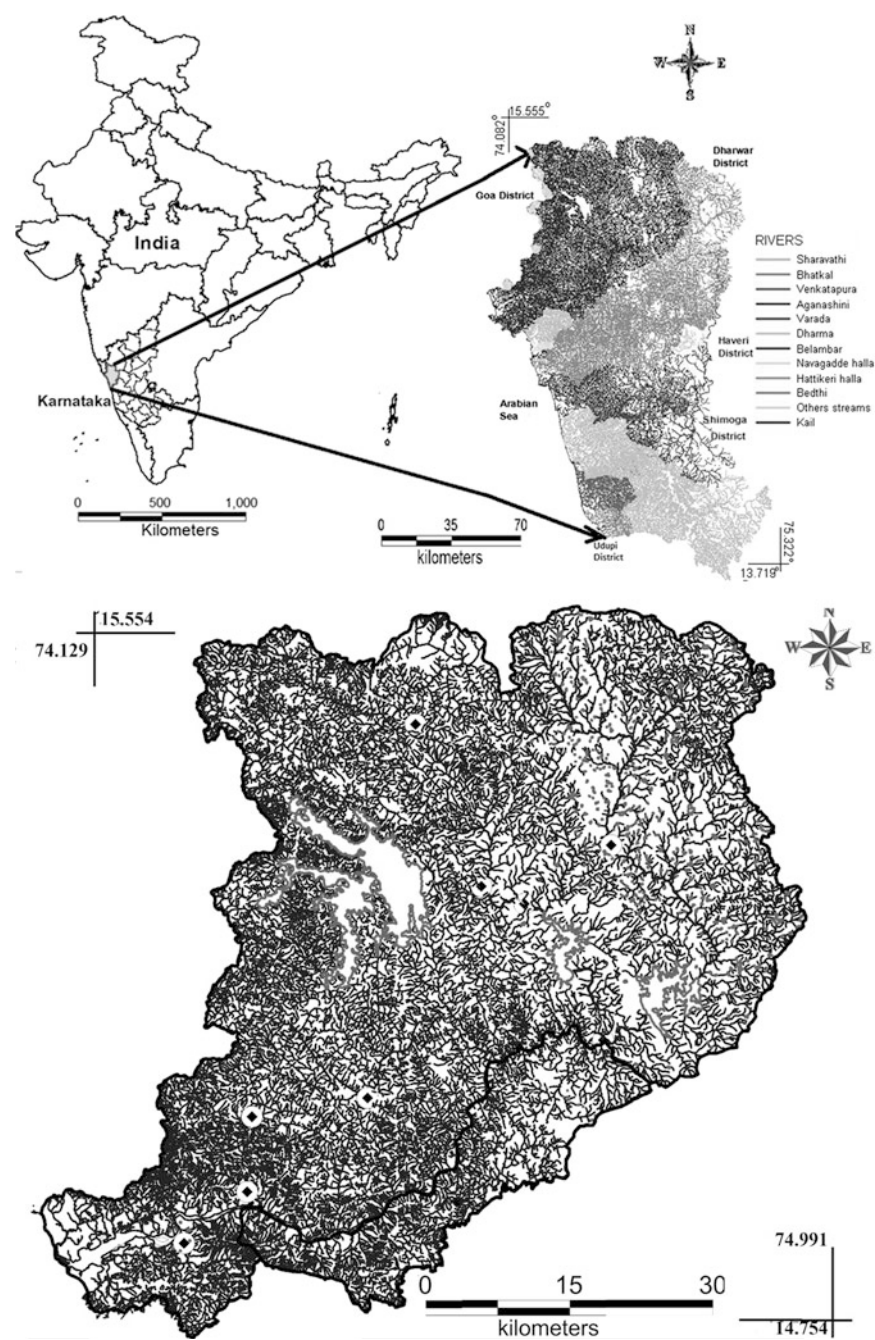 N
W E
S
15.555°
74.082°
Dharwar
District
Goa District
India
RIVERS
Sharavathi
Bhatkal
Venkatapura
Aganashini
Varada
Dharma
Belambar
Navagadde halla
Hattikeri halla
Bedthi
Others streams
Kail
Haveri
District
Karnataka
Arabian
Sea
Shimoga
District
0 500 1,000
Kilometers
0 35 70
kilometers
Udupi
District
75.322°
13.719°
15.554
74.129
N
W E
S
74.991
14.754
0 15 30
kilometers